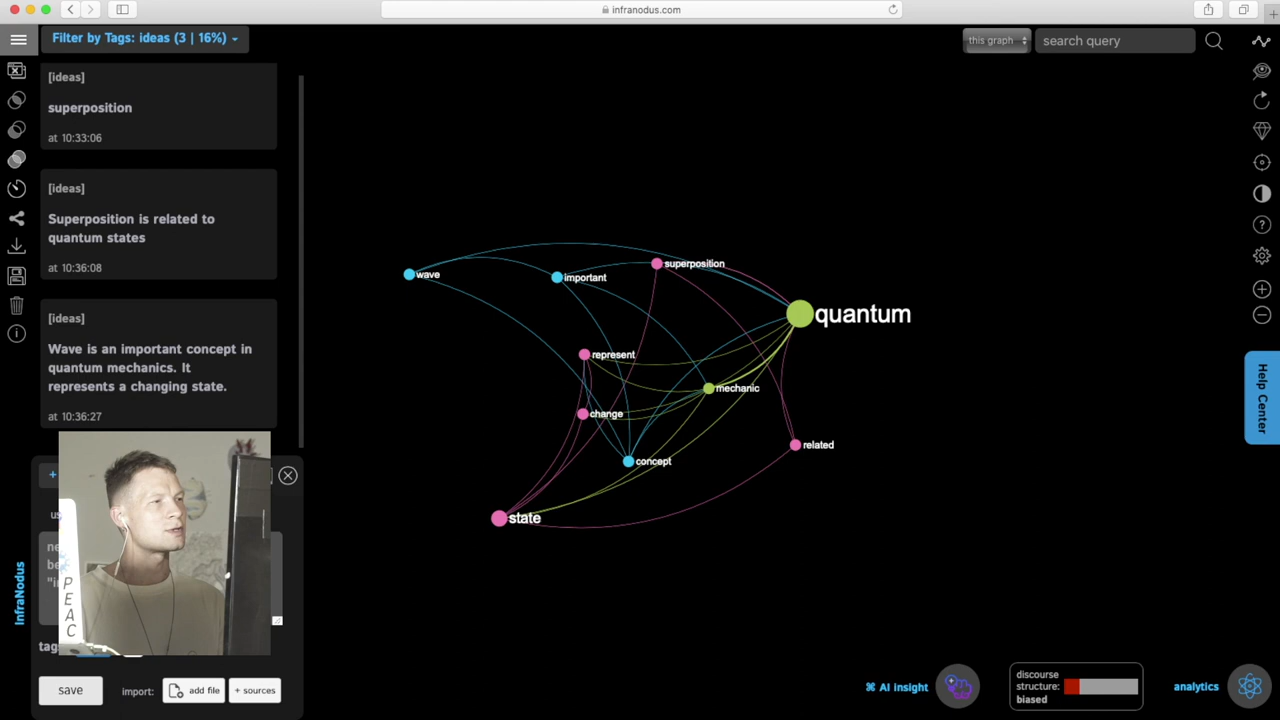 infranodus.com
Filter by Tags: ideas (3 | 16%)
this graph
search query
[ideas]
superposition
at 10:33:06
[ideas]
Superposition is related to
quantum states
at 10:36:08
[ideas]
Wave is an important concept in
quantum mechanics. It
represents a changing state.
at 10:36:27
wave
important
superposition
quantum
represent
mechanic
change
related
concept
state
Help Center
InfraNodus
PEAC
save
import:
add file
+ sources
⌘ AI insight
discourse
structure:
biased
analytics